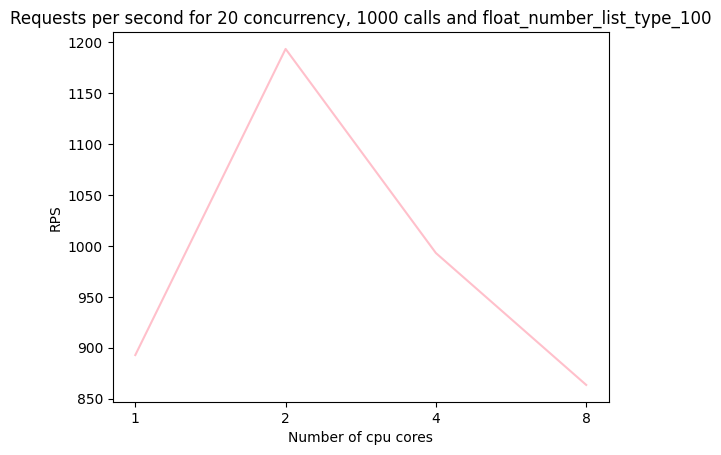 Requests per second for 20 concurrency, 1000 calls and float_number_list_type_100
1200
1150
1100
1050
1000
950
900
850
RPS
1 2 4 8
Number of cpu cores